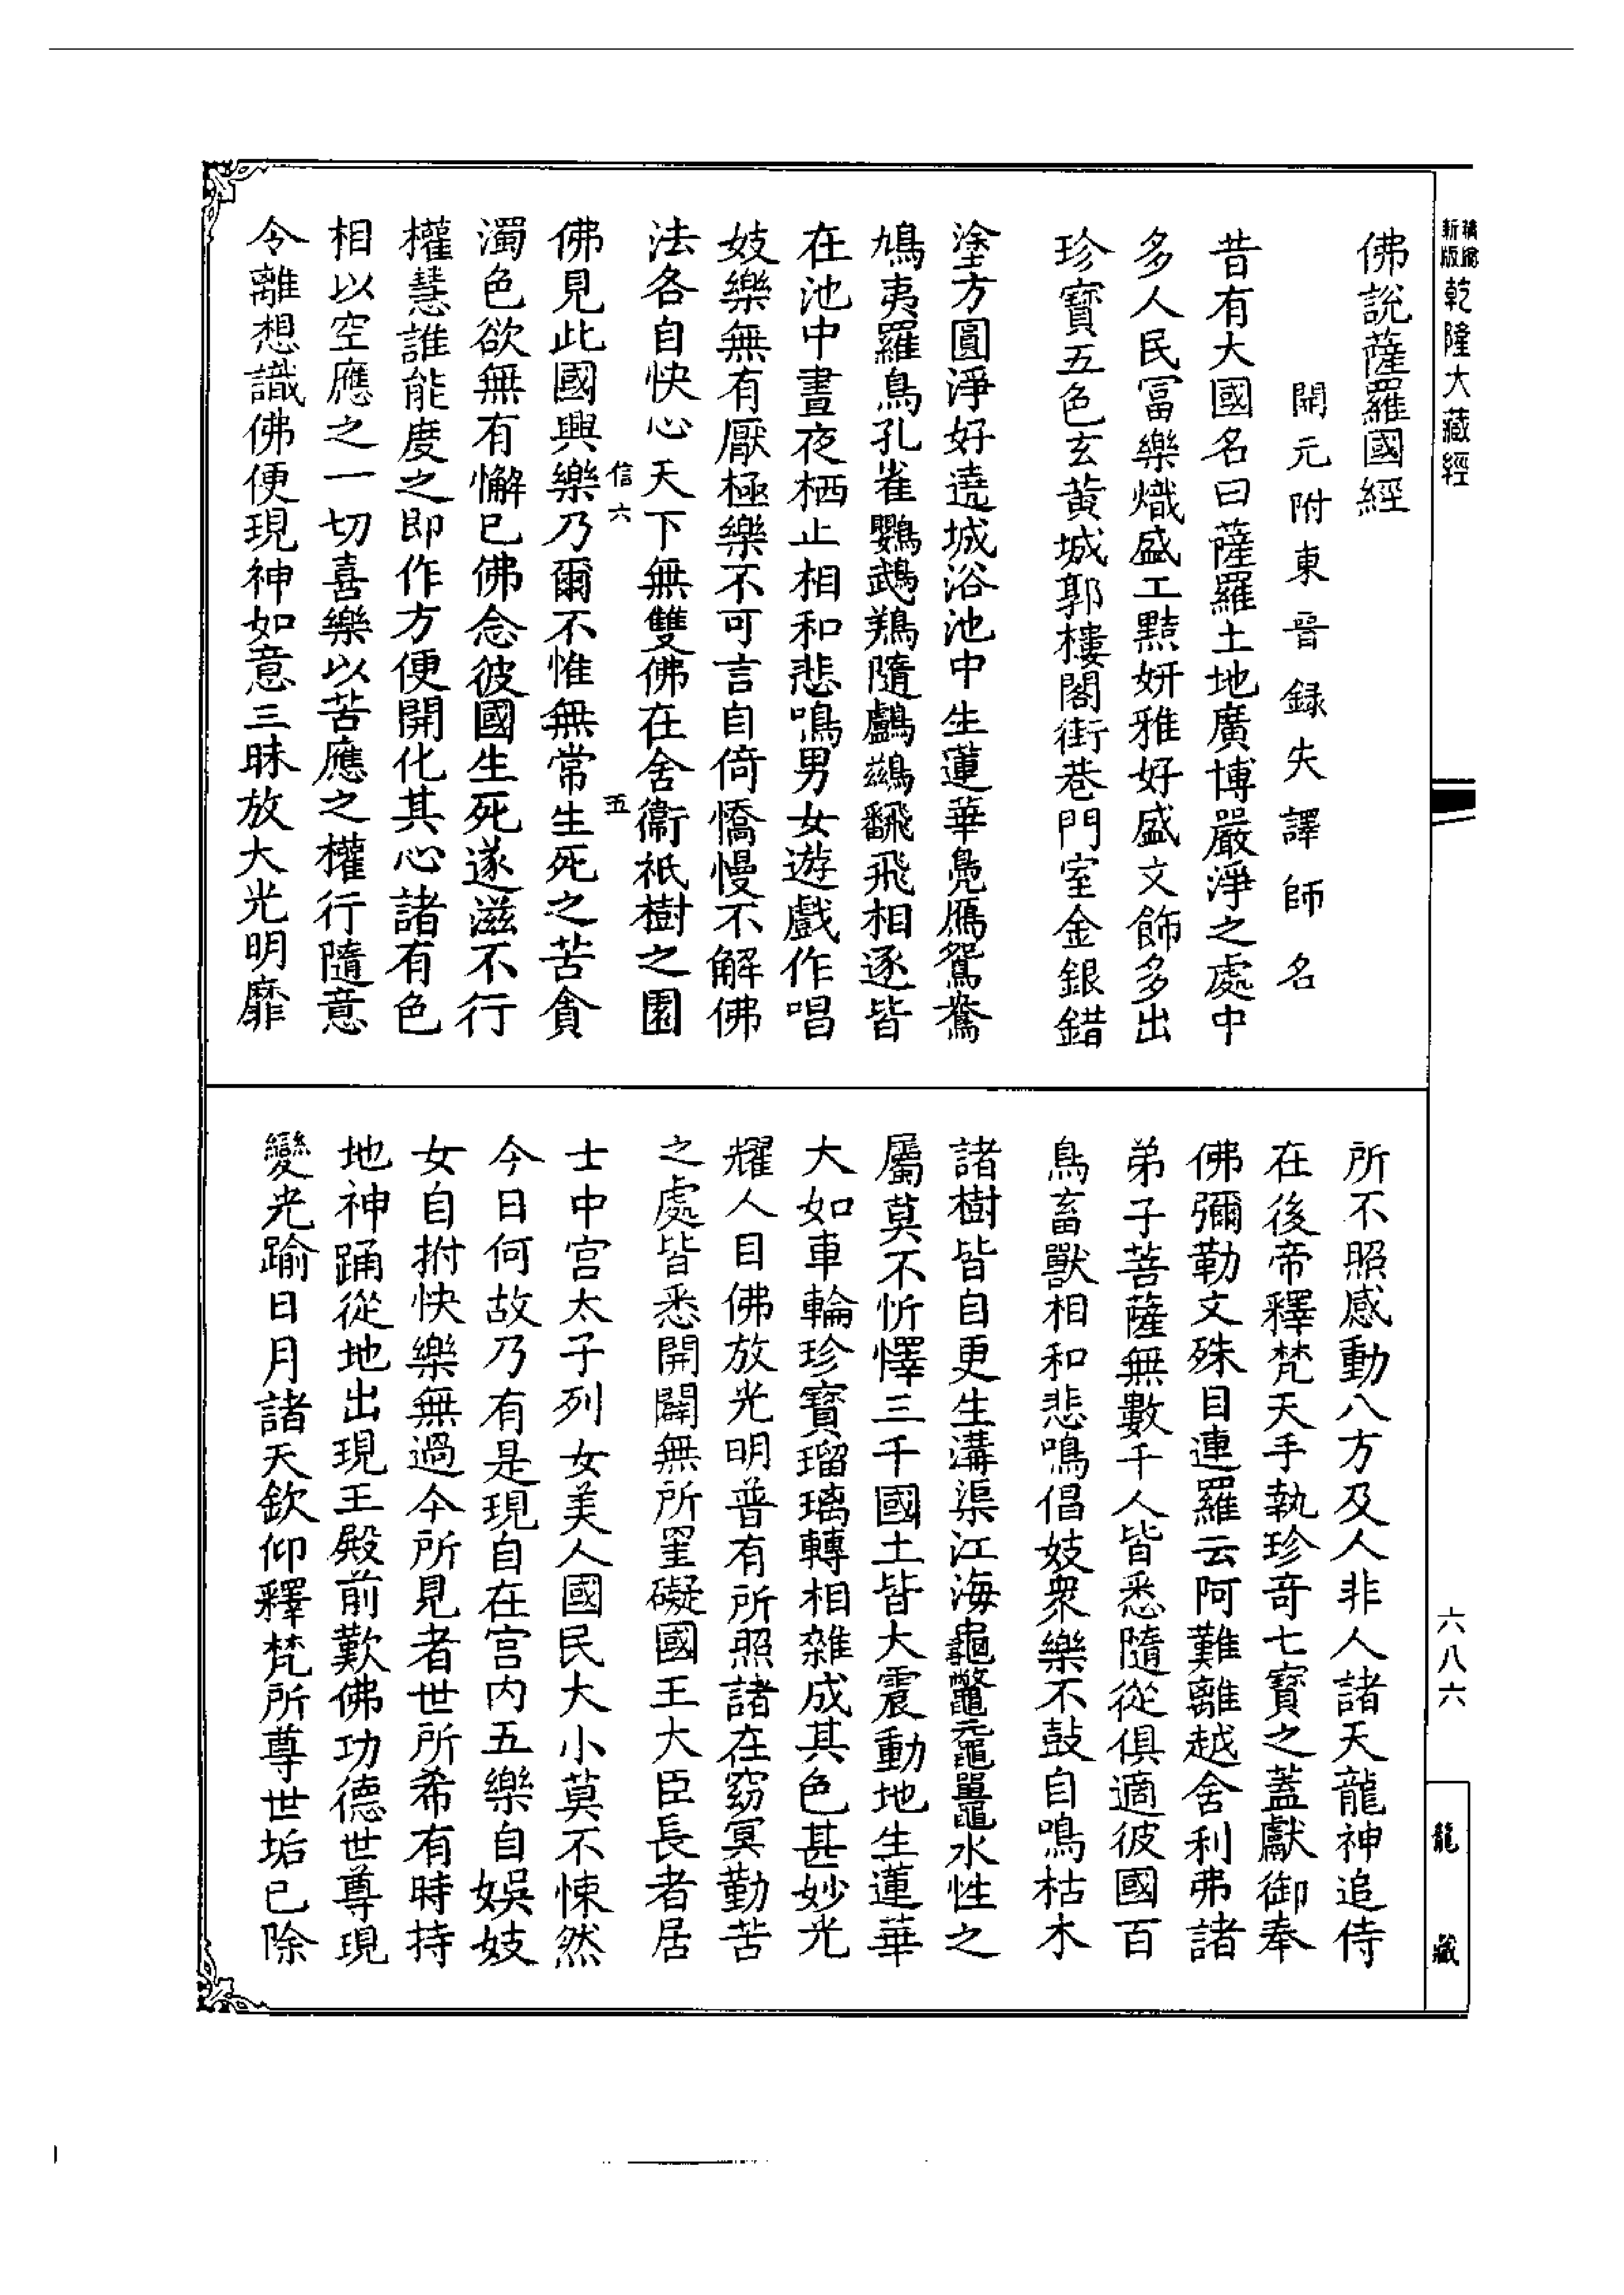 新版精縮乾隆大藏經
佛說薩羅國經
開元附東晉錄失譯師名
昔有大國名曰薩羅土地廣博嚴淨之處中
多人民富樂熾盛工黠妍雅好盛文飾多出
珍寶五色玄黃城郭樓閣街巷門室金銀錯
塗方圓淨好遶城浴池中生蓮華鳧鴈鴛鴦
鳩夷羅鳥孔雀鸚鵡鷄隨鸕鷀翻飛相逐皆
在池中晝夜栖止相和悲鳴男女遊戲作唱
妓樂無有厭極樂不可言自倚憍慢不解佛
法各自快心天下無雙佛在舍衞祇樹之園
信六
五
佛見此國興樂乃爾不惟無常生死之苦貪
濁色欲無有懈已佛念彼國生死遂滋不行
權慧誰能度之即作方便開化其心諸有色
相以空應之一切喜樂以苦應之權行隨意
令離想識佛便現神如意三昧放大光明靡
所不照感動八方及人非人諸天龍神追侍
在後帝釋梵天手執珍奇七寶之蓋獻御奉
佛彌勒文殊目連羅云阿難離越舍利弗諸
弟子菩薩無數千人皆悉隨從俱適彼國百
鳥畜獸相和悲鳴倡妓衆樂不鼓自鳴枯木
諸樹皆自更生溝渠江海龜鼈黿鼉水性之
屬莫不忻懌三千國土皆大震動地生蓮華
大如車輪珍寶瑠璃轉相雜成其色甚妙光
耀人目佛放光明普有所照諸在窈冥勤苦
之處皆悉開闢無所罣礙國王大臣長者居
士中宮太子列女美人國民大小莫不悚然
今日何故乃有是現自在宮内五樂自娛妓
女自拊快樂無過今所見者世所希有時持
地神踊從地出現王殿前歎佛功德世尊現
變光踰日月諸天欽仰釋梵所尊世垢已除
六八六
龍藏